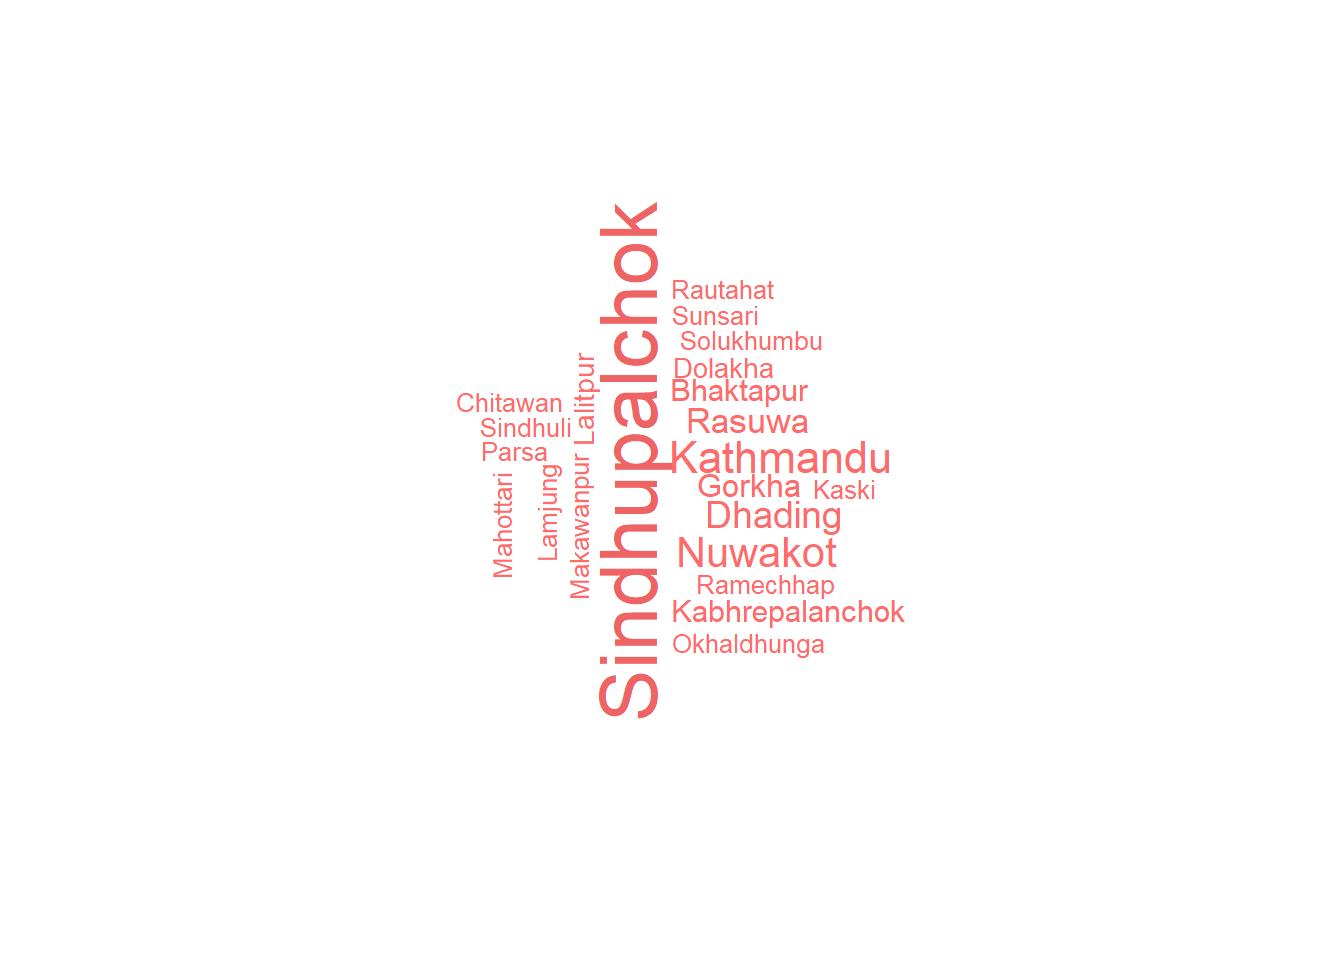 Sindhupalchok
Rautahat
Sunsari
Solukhumbu
Dolakha
Bhaktapur
Rasuwa
Kathmandu
Gorkha
Kaski
Dhading
Nuwakot
Ramechhap
Kabhrepalanchok
Okhaldhunga
Lalitpur
Chitawan
Sindhuli
Parsa
Mahottari
Lamjung
Makawanpur